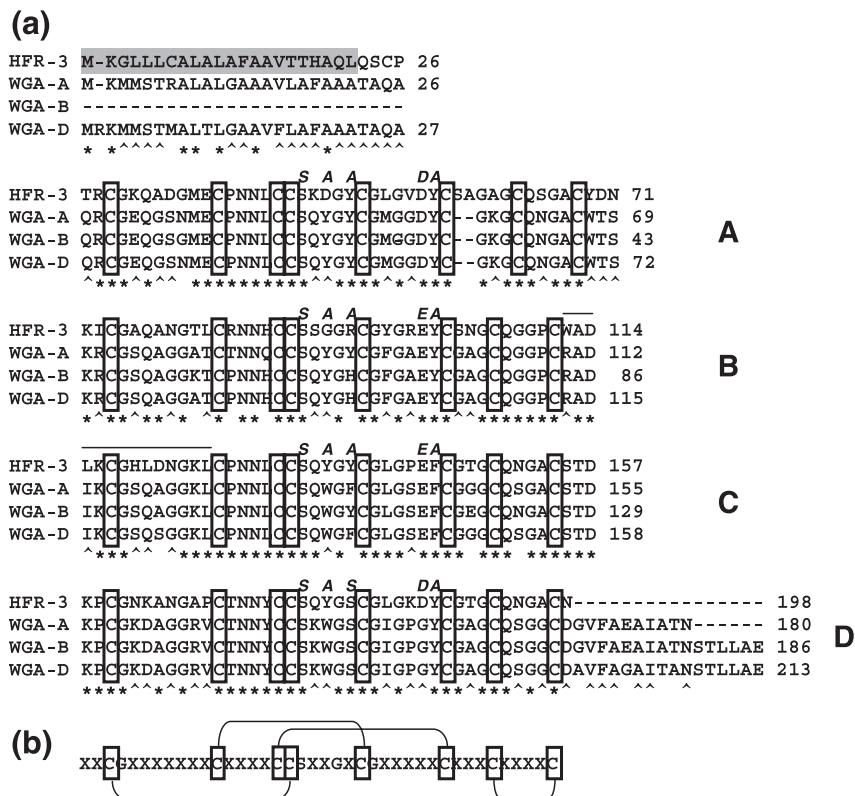 (a)
HFR-3 M-KGLLLCALALAFAAVTTHAQLQSCP 26
WGA-A M-KMMSTRALALGAAAVLAFAAATAQA 26
WGA-B ---------------------------
WGA-D MRKMMSTMALTLGAAVFLAFAAATAQA 27
* *^^^^ ** ^^* ^^^^^*^^^^^^
S A A DA
HFR-3 TRCGKQADGMECPNNLCCSKDGYCGLGVDYCSAGAGCQSGACYDN 71
WGA-A QRCGEQGSNMECPNNLCCSQYGYCGMGGDYC--GKGCQNGACWTS 69
WGA-B QRCGEQGSGMECPNNLCCSQYGYCGMGGDYC--GKGCQNGACWTS 43
WGA-D QRCGEQGSNMECPNNLCCSQYGYCGMGGDYC--GKGCQNGACWTS 72
^***^*^^ **********^^****^* *** *^***^***^^^
A
S A A EA
HFR-3 KICGAQANGTLCRNNHCCSSGGRCGYGREYCSNGCQGGPCWAD 114
WGA-A KRCGSQAGGATCTNNQCCSQYGYCGFGAEYCGAGCQGGPCRAD 112
WGA-B KRCGSQAGGKTCTNNHCCSQYGHCGFGAEYCGAGCQGGPCRAD 86
WGA-D KRCGSQAGGATCTNNHCCSQYGHCGFGAEYCGAGCQGGPCRAD 115
*^**^**^* ^* ** ***^^* **^*^***^^*******^**
B
S A A EA
HFR-3 LKCGHLDNGKLCPNNLCCSQYGYCGLGPEFCGTGCQNGACSTD 157
WGA-A IKCGSQAGGKLCPNNLCCSQWGFCGLGSEFCGGGCQSGACSTD 155
WGA-B IKCGSQAGGKLCPNNLCCSQWGYCGLGSEFCGEGCQNGACSTD 129
WGA-D IKCGSQSGGKLCPNNLCCSQWGFCGLGSEFCGGGCQSGACSTD 158
^***^^ ^************^* ****^**** *** ******
C
S A S DA
HFR-3 KPCGNKANGAPCTNNYCCSQYGSCGLGKDYCGTGCQNGACN------------- 198
WGA-A KPCGKDAGGRVCTNNYCCSKWGSCGIGPGYCGAGCQSGGCDGVFAEAIATN------ 180
WGA-B KPCGKDAGGRVCTNNYCCSKWGSCGIGPGYCGAGCQSGGCDGVFAEAIATNSTLLAE 186
WGA-D KPCGKDAGGRVCTNNYCCSKWGSCGIGPGYCGAGCQSGGCDAVFAGAITANSTLLAE 213
****^^*^*^ *******^^****^*^^***^***^*^*^ ^^^ ^^ ^
D
(b)
XXCGXXXXXXXCXXXXCCSXXGXCGXXXXXCXXXCXXXXC